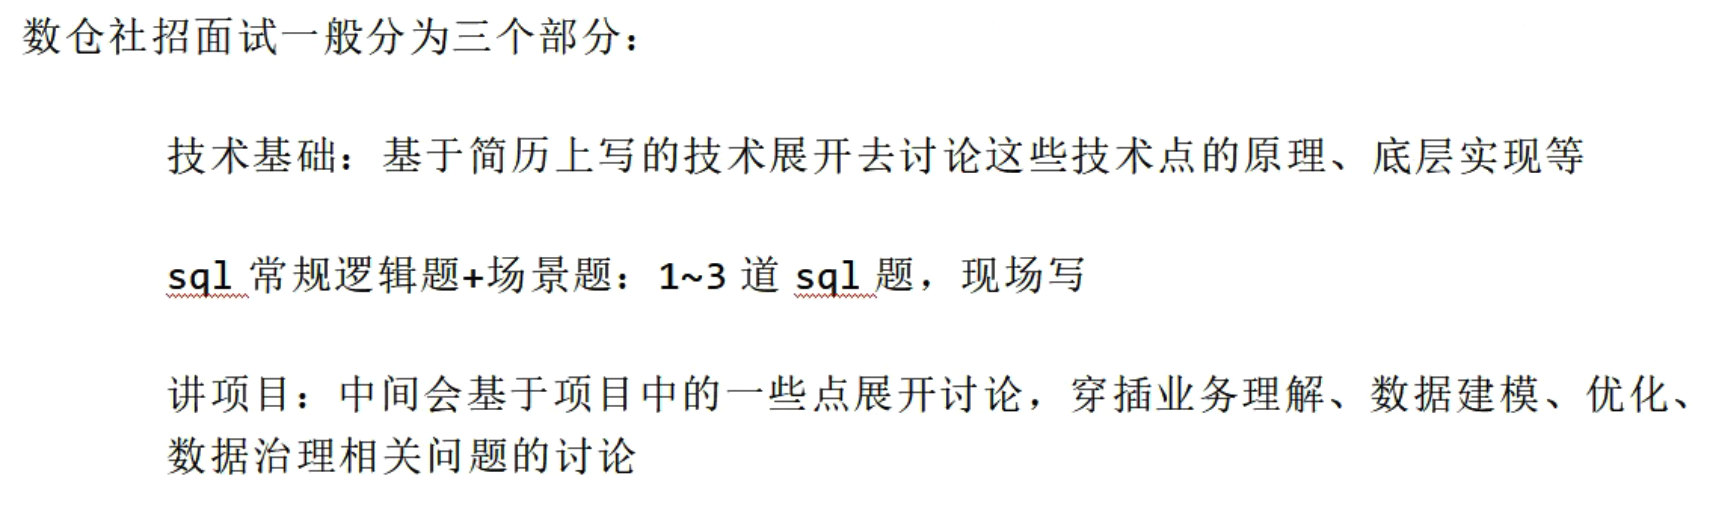 数仓社招面试一般分为三个部分：
技术基础：基于简历上写的技术展开去讨论这些技术点的原理、底层实现等
sql 常规逻辑题+场景题：1~3 道 sql 题，现场写
讲项目：中间会基于项目中的一些点展开讨论，穿插业务理解、数据建模、优化、
数据治理相关问题的讨论